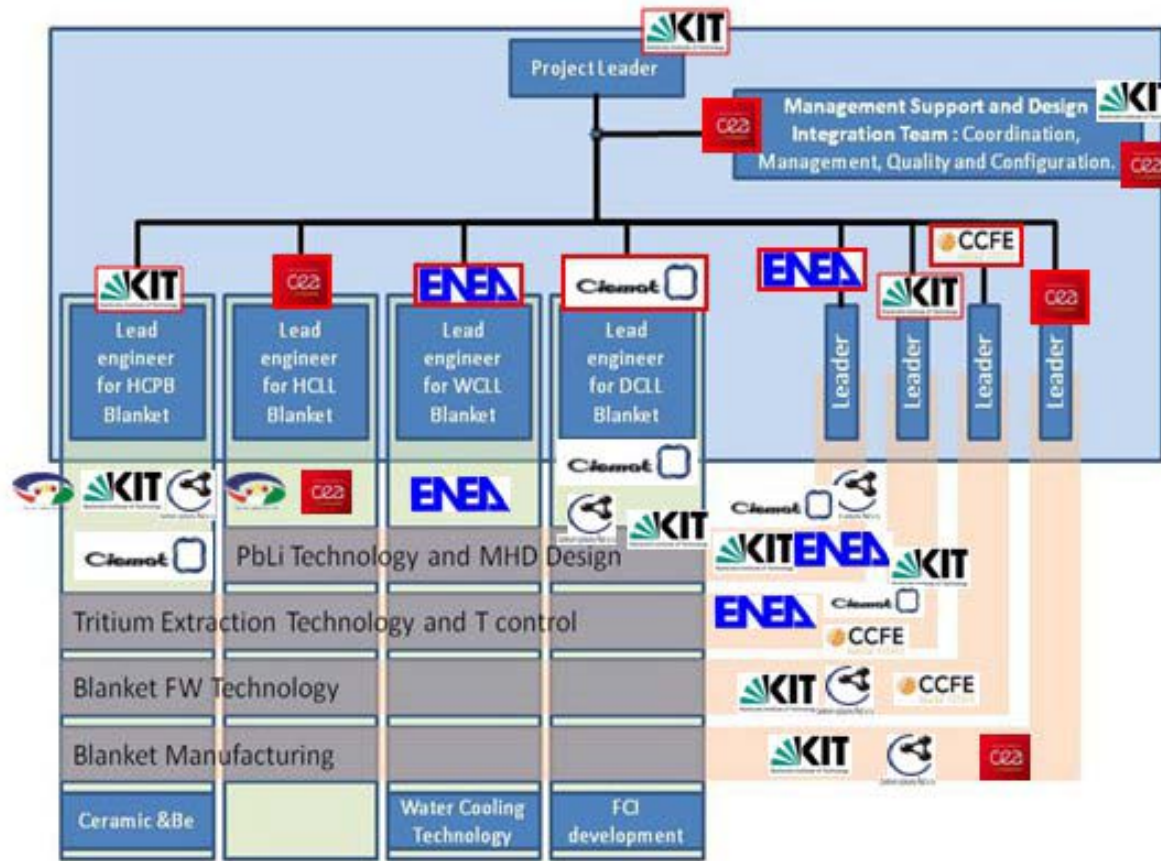 KIT
Project Leader
cea
Management Support and Design
Integration Team : Coordination,
Management, Quality and Configuration.
KIT
cea
KIT
cea
ENEA
Ciemat
ENEA
KIT
CCFE
cea
Lead
engineer
for HCPB
Blanket
Lead
engineer
for HCLL
Blanket
Lead
engineer
for WCLL
Blanket
Lead
engineer
for DCLL
Blanket
Leader
Leader
Leader
Leader
KIT
Ciemat
cea
ENEA
Ciemat
KIT
PbLi Technology and MHD Design
Ciemat
KIT
ENEA
KIT
Tritium Extraction Technology and T control
ENEA
Ciemat
CCFE
Blanket FW Technology
KIT
CCFE
Blanket Manufacturing
KIT
cea
Ceramic &Be
Water Cooling
Technology
FCI
development